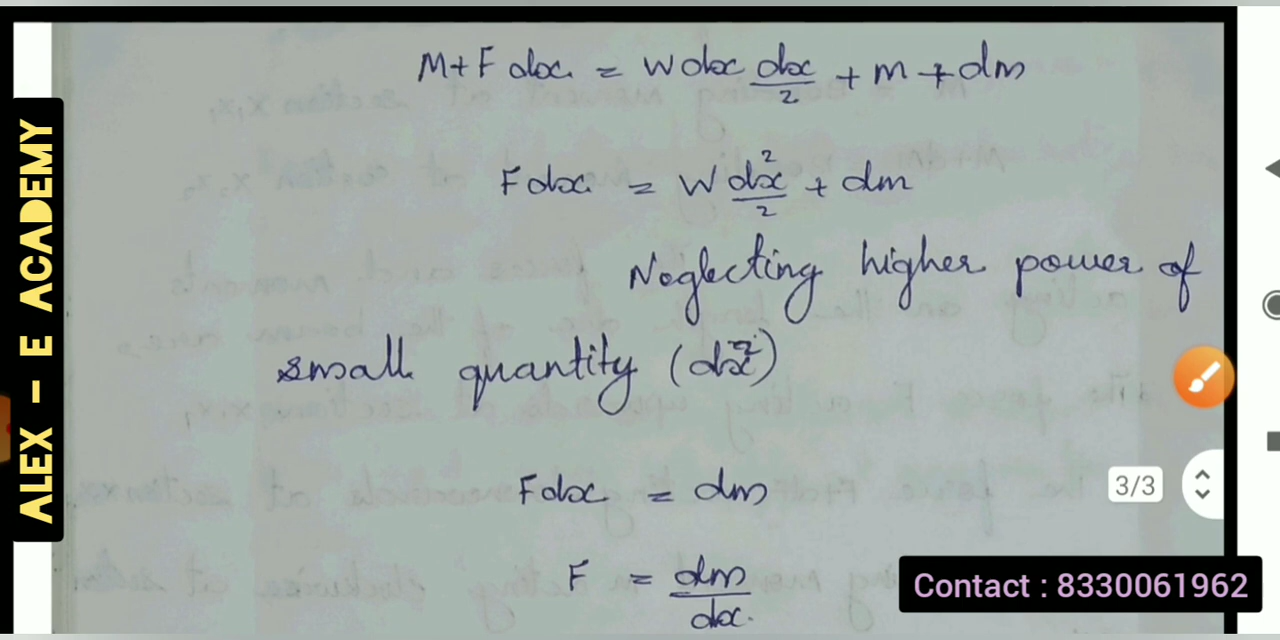 M+F dx = W dx dx/2 + m + dm
F dx = W dx²/2 + dm
Neglecting higher power of
small quantity (dx²)
F dx = dm
F = dm/dx.
ALEX – E ACADEMY
3/3
Contact : 8330061962